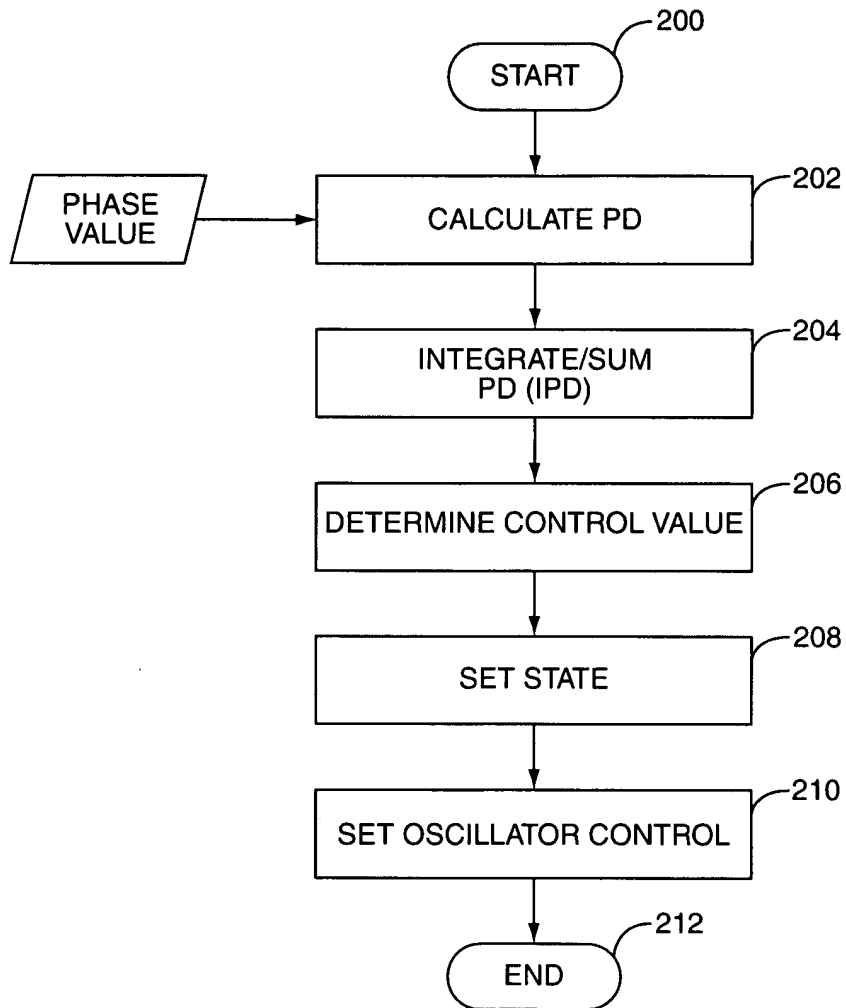 200
START
202
PHASE
VALUE
CALCULATE PD
204
INTEGRATE/SUM
PD (IPD)
206
DETERMINE CONTROL VALUE
208
SET STATE
210
SET OSCILLATOR CONTROL
212
END